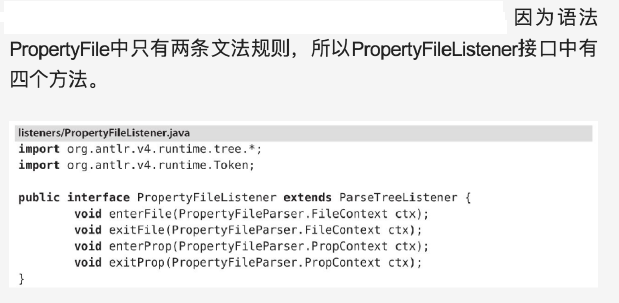 因为语法
PropertyFile中只有两条文法规则，所以PropertyFileListener接口中有
四个方法。
listeners/PropertyFileListener.java
import org.antlr.v4.runtime.tree.*;
import org.antlr.v4.runtime.Token;
public interface PropertyFileListener extends ParseTreeListener {
void enterFile(PropertyFileParser.FileContext ctx);
void exitFile(PropertyFileParser.FileContext ctx);
void enterProp(PropertyFileParser.PropContext ctx);
void exitProp(PropertyFileParser.PropContext ctx);
}